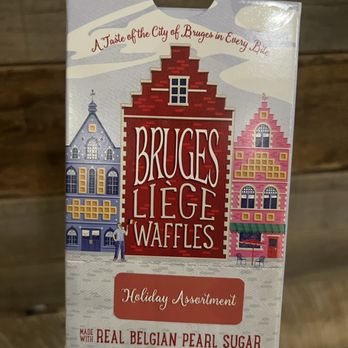 A Taste of the City of Bruges in Every Bite
BRUGES
LIÈGE
WAFFLES
Holiday Assortment
MADE WITH REAL BELGIAN PEARL SUGAR